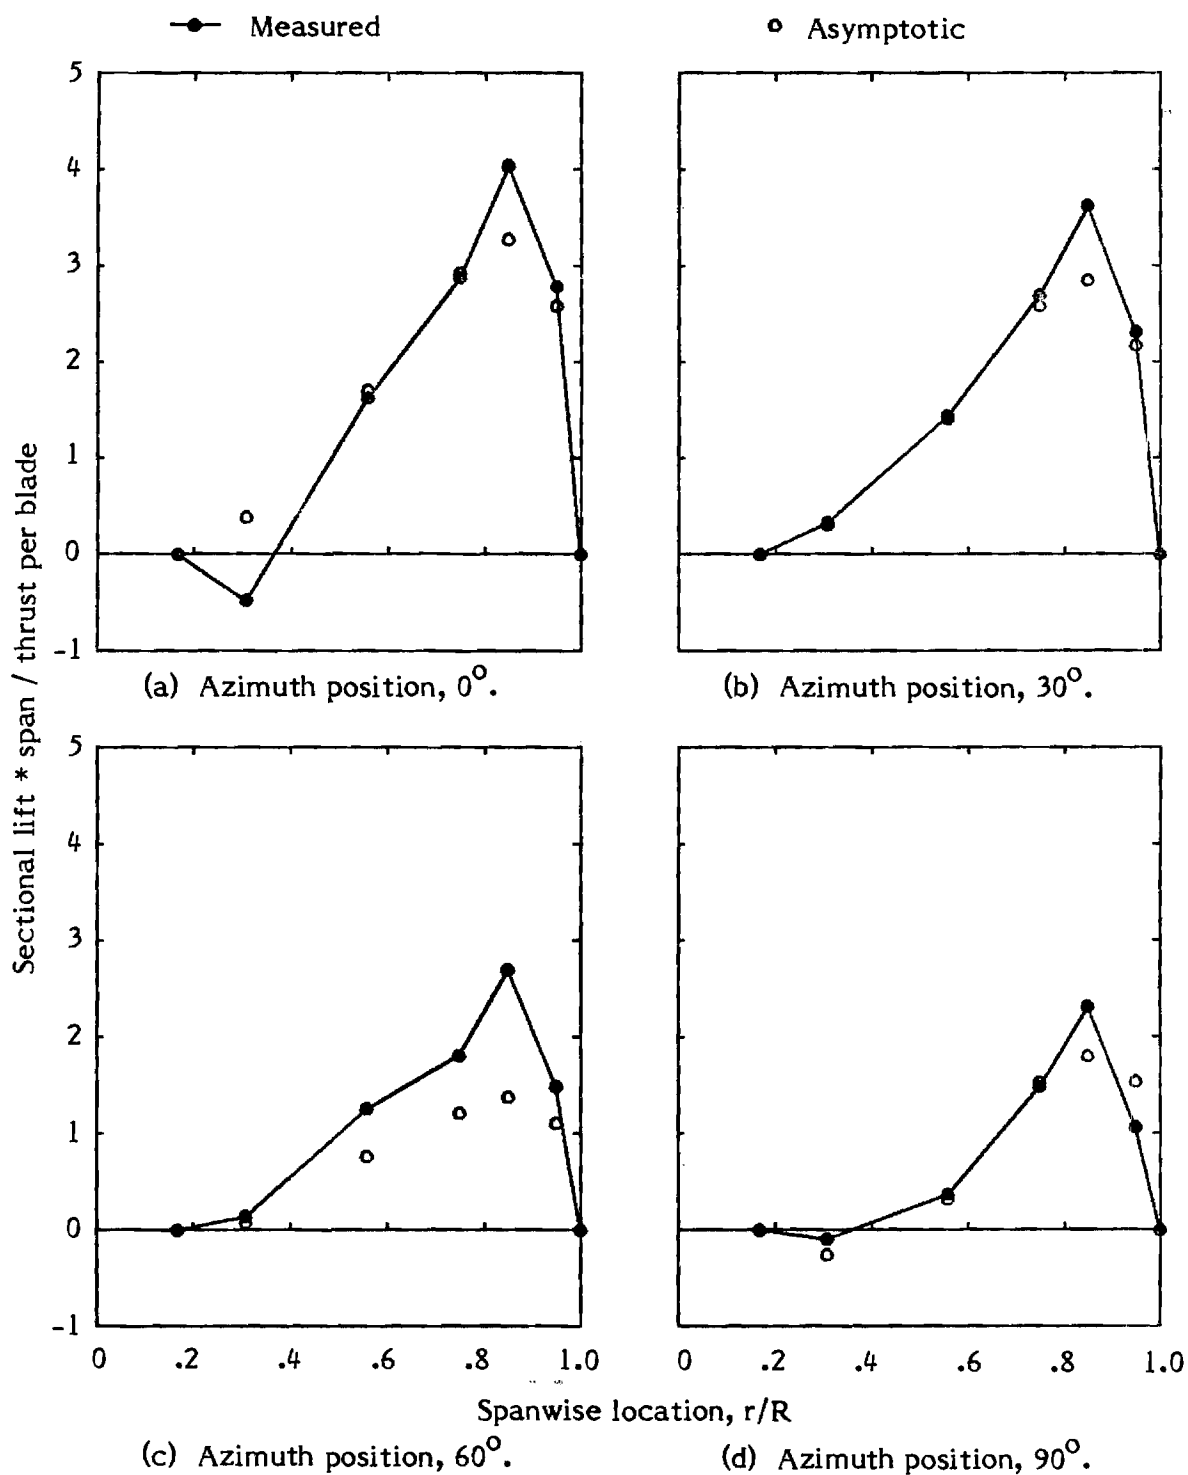 Measured
Asymptotic
5
4
3
2
1
0
-1
(a) Azimuth position, 0°.
(b) Azimuth position, 30°.
Sectional lift * span / thrust per blade
5
4
3
2
1
0
-1
0 .2 .4 .6 .8 1.0
0 .2 .4 .6 .8 1.0
Spanwise location, r/R
(c) Azimuth position, 60°.
(d) Azimuth position, 90°.